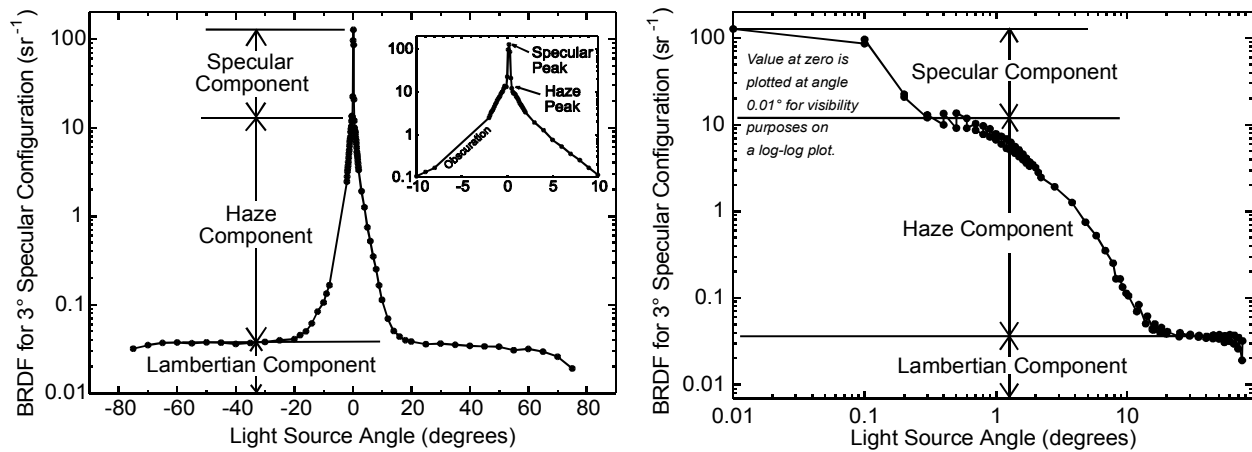 BRDF for 3° Specular Configuration (sr⁻¹)
100
10
1
0.1
0.01
Specular
Component
Haze
Component
Lambertian Component
-80
-60
-40
-20
0
20
40
60
80
Light Source Angle (degrees)
100
10
1
0.1
-10
-5
0
5
10
Specular
Peak
Haze
Peak
Obscuration
BRDF for 3° Specular Configuration (sr⁻¹)
100
10
1
0.1
0.01
Value at zero is
plotted at angle
0.01° for visibility
purposes on
a log-log plot.
Specular Component
Haze Component
Lambertian Component
0.01
0.1
1
10
Light Source Angle (degrees)